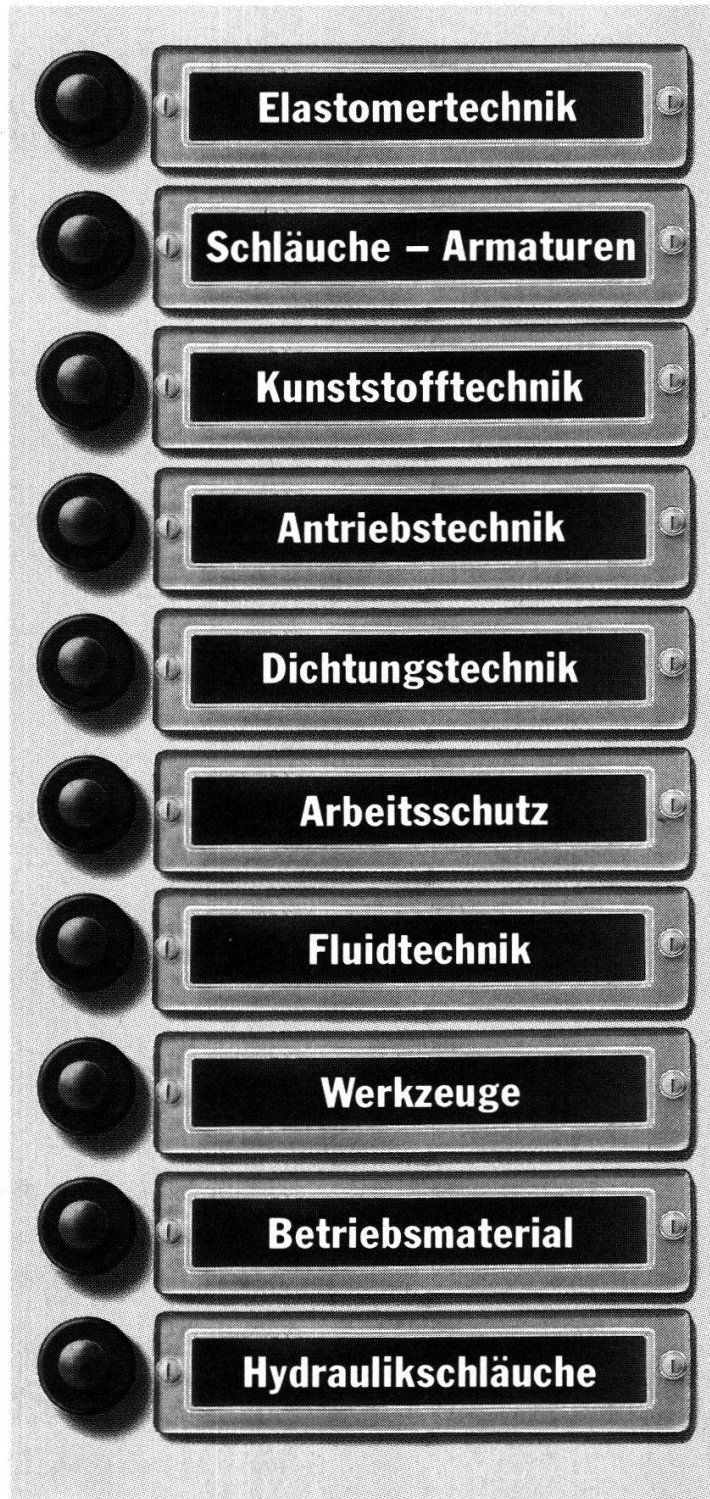 Elastomertechnik
Schläuche – Armaturen
Kunststofftechnik
Antriebstechnik
Dichtungstechnik
Arbeitsschutz
Fluidtechnik
Werkzeuge
Betriebsmaterial
Hydraulikschläuche